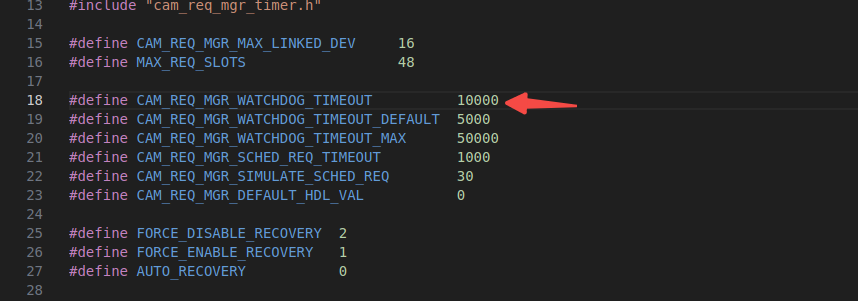 13 #include "cam_req_mgr_timer.h"
14
15 #define CAM_REQ_MGR_MAX_LINKED_DEV 16
16 #define MAX_REQ_SLOTS 48
17
18 #define CAM_REQ_MGR_WATCHDOG_TIMEOUT 10000
19 #define CAM_REQ_MGR_WATCHDOG_TIMEOUT_DEFAULT 5000
20 #define CAM_REQ_MGR_WATCHDOG_TIMEOUT_MAX 50000
21 #define CAM_REQ_MGR_SCHED_REQ_TIMEOUT 1000
22 #define CAM_REQ_MGR_SIMULATE_SCHED_REQ 30
23 #define CAM_REQ_MGR_DEFAULT_HDL_VAL 0
24
25 #define FORCE_DISABLE_RECOVERY 2
26 #define FORCE_ENABLE_RECOVERY 1
27 #define AUTO_RECOVERY 0
28